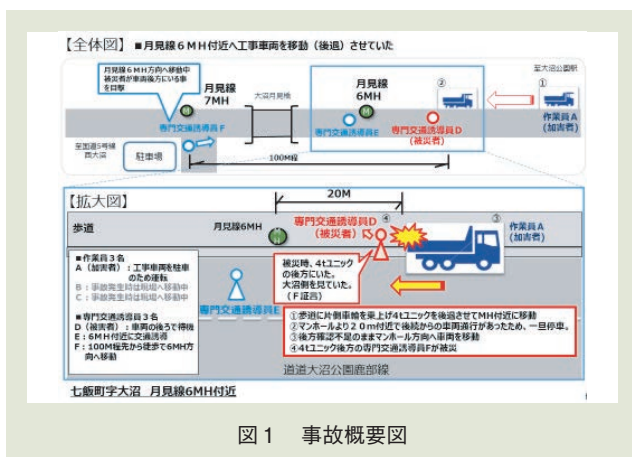 【全体図】 ■月見線6MH付近へ工事車両を移動（後退）させていた
月見線6MH方向へ移動中
被災者が車両後方にいる事
を目撃
月見線
7MH
M
専門交通誘導員F
大沼月見橋
月見線
6MH
M
専門交通誘導員E
専門交通誘導員D
(被災者)
②
至大沼公園駅
①
作業員A
(加害者)
至国道5号線
西大沼
駐車場
100M程
【拡大図】
20M
歩道
月見線6MH
専門交通誘導員D
(被災者)
④
③
作業員A
(加害者)
■作業員3名
A（加害者）：工事車両を駐車
のため運転
B：事故発生時は現場へ移動中
C：事故発生時は現場へ移動中
■専門交通誘導員3名
D（被害者）：車両の後ろで待機
E：6MH付近に交通誘導
F：100M程先から徒歩で6MH方
向へ移動
専門交通誘導員E
被災時、4tユニック
の後方にいた。
大沼側を見ていた。
（F証言）
①歩道に片側車輪を乗上げ4tユニックを後退させてMH付近に移動
②マンホールより20m付近で後続からの車両通行があったため、一旦停車。
③後方確認不足のままマンホール方向へ車両を移動
④4tユニック後方の専門交通誘導員Fが被災
道道大沼公園鹿部線
七飯町字大沼 月見線6MH付近
図1 事故概要図